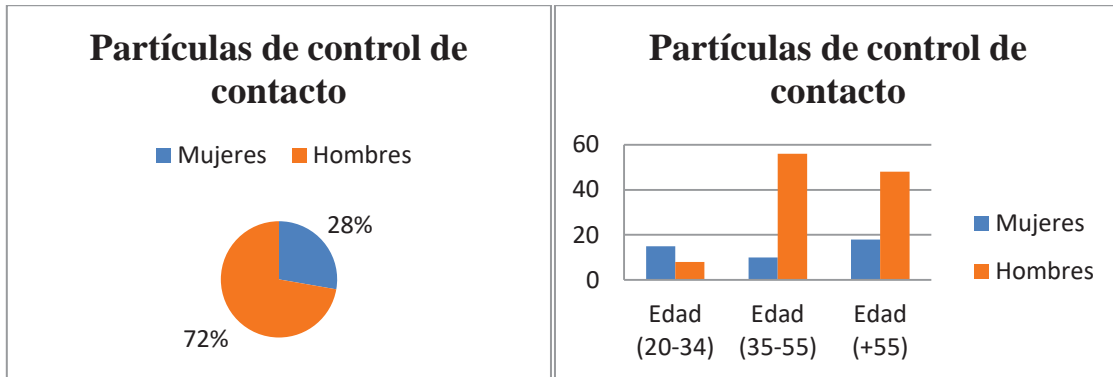 Partículas de control de
contacto
Mujeres Hombres
28%
72%
Partículas de control de
contacto
60
40
20
0
Edad
(20-34)
Edad
(35-55)
Edad
(+55)
Mujeres
Hombres